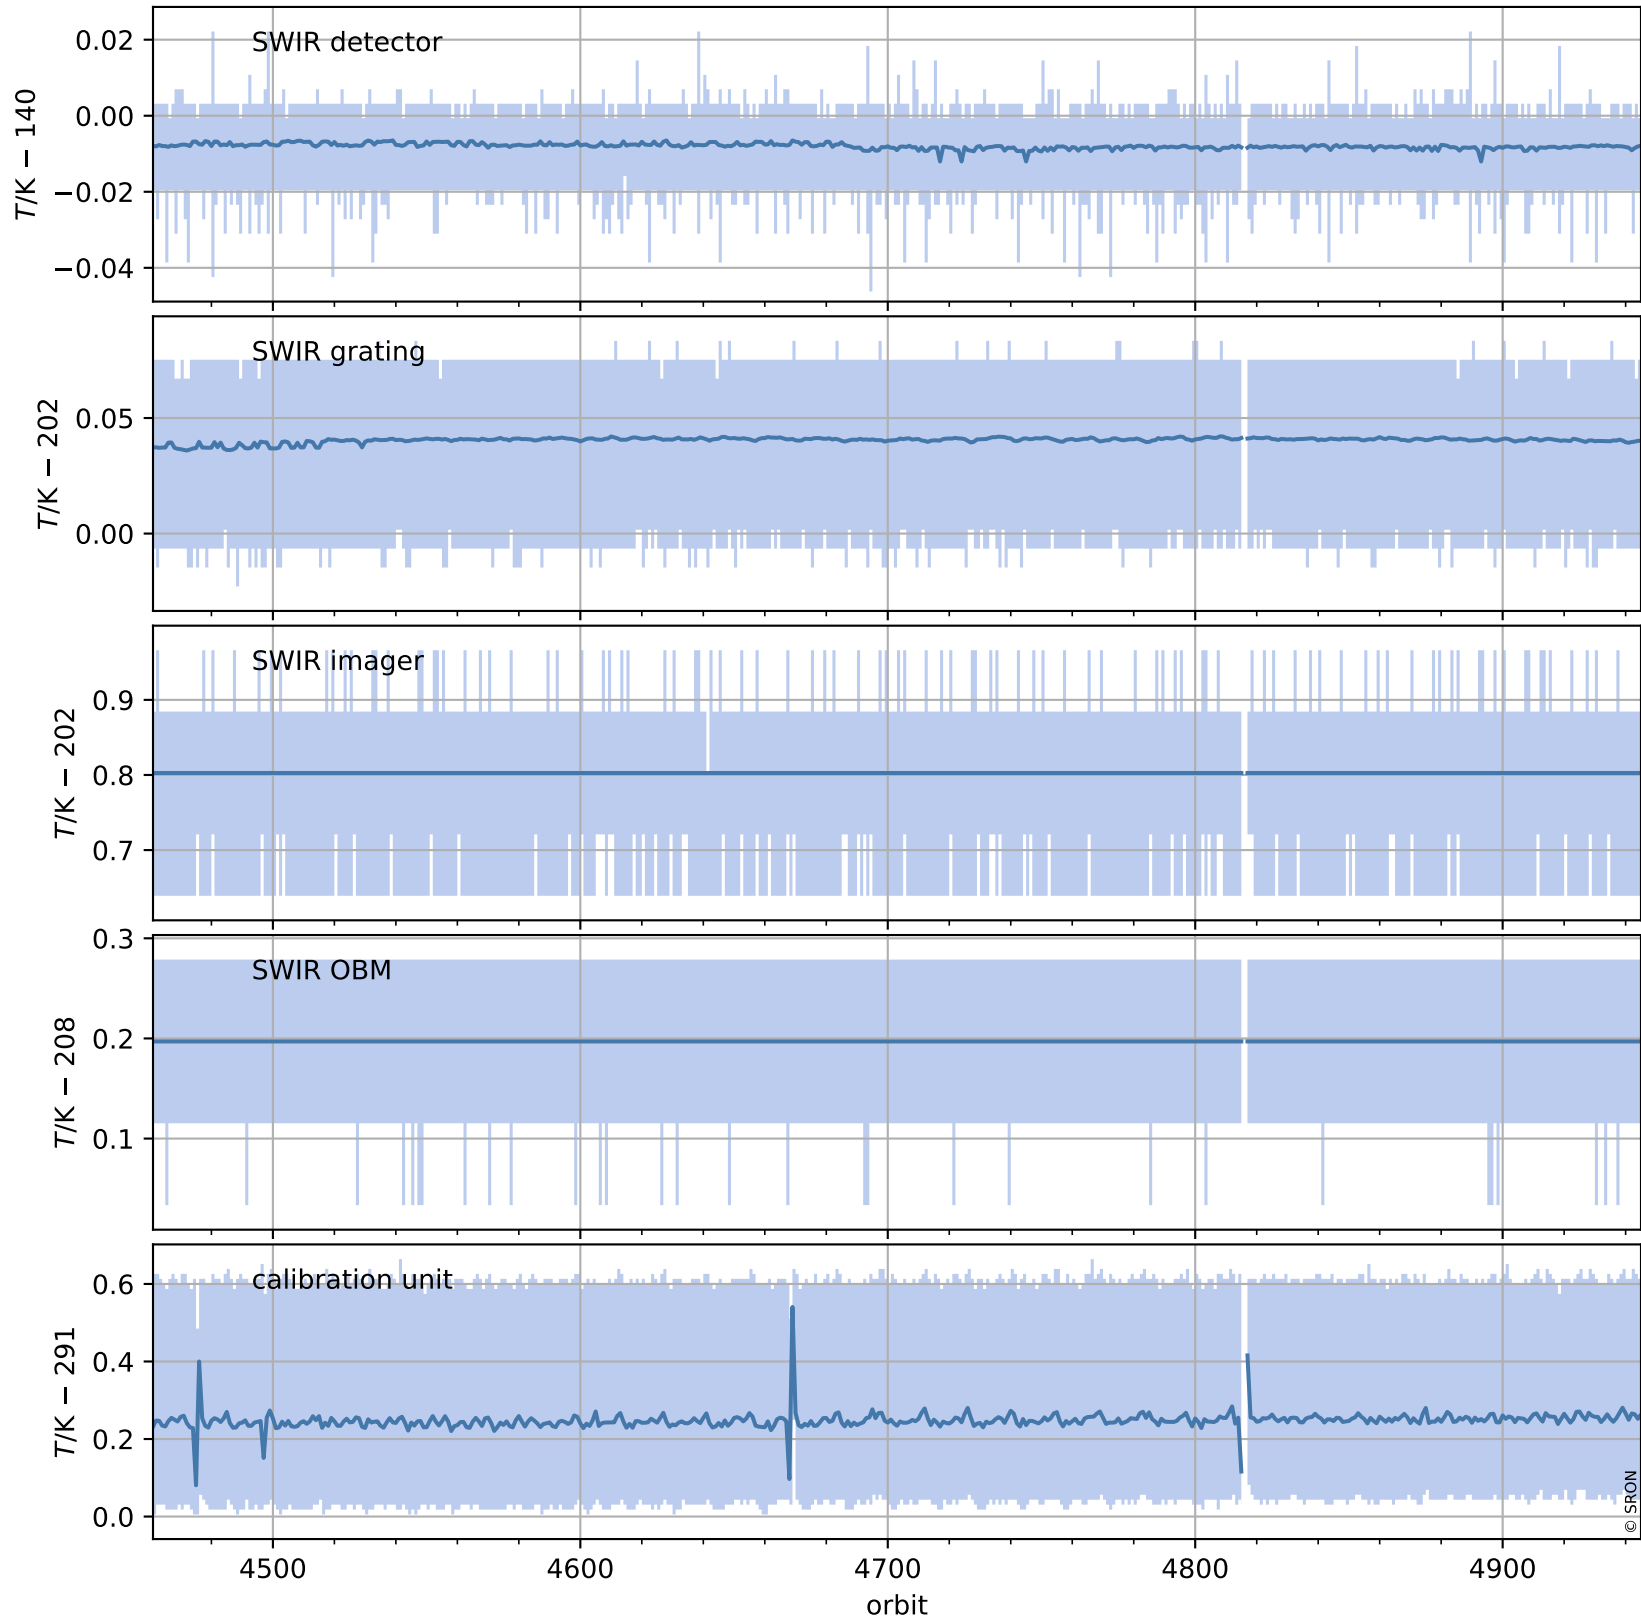 SWIR detector
0.02
0.00
−0.02
−0.04
T/K − 140
SWIR grating
0.05
0.00
T/K − 202
SWIR imager
0.9
0.8
0.7
T/K − 202
SWIR OBM
0.3
0.2
0.1
T/K − 208
calibration unit
0.6
0.4
0.2
0.0
T/K − 291
© SRON
4500 4600 4700 4800 4900
orbit